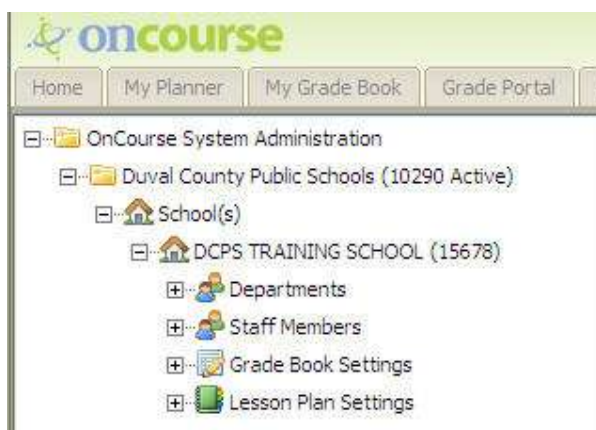 oncourse
Home My Planner My Grade Book Grade Portal
OnCourse System Administration
Duval County Public Schools (10290 Active)
School(s)
DCPS TRAINING SCHOOL (15678)
Departments
Staff Members
Grade Book Settings
Lesson Plan Settings